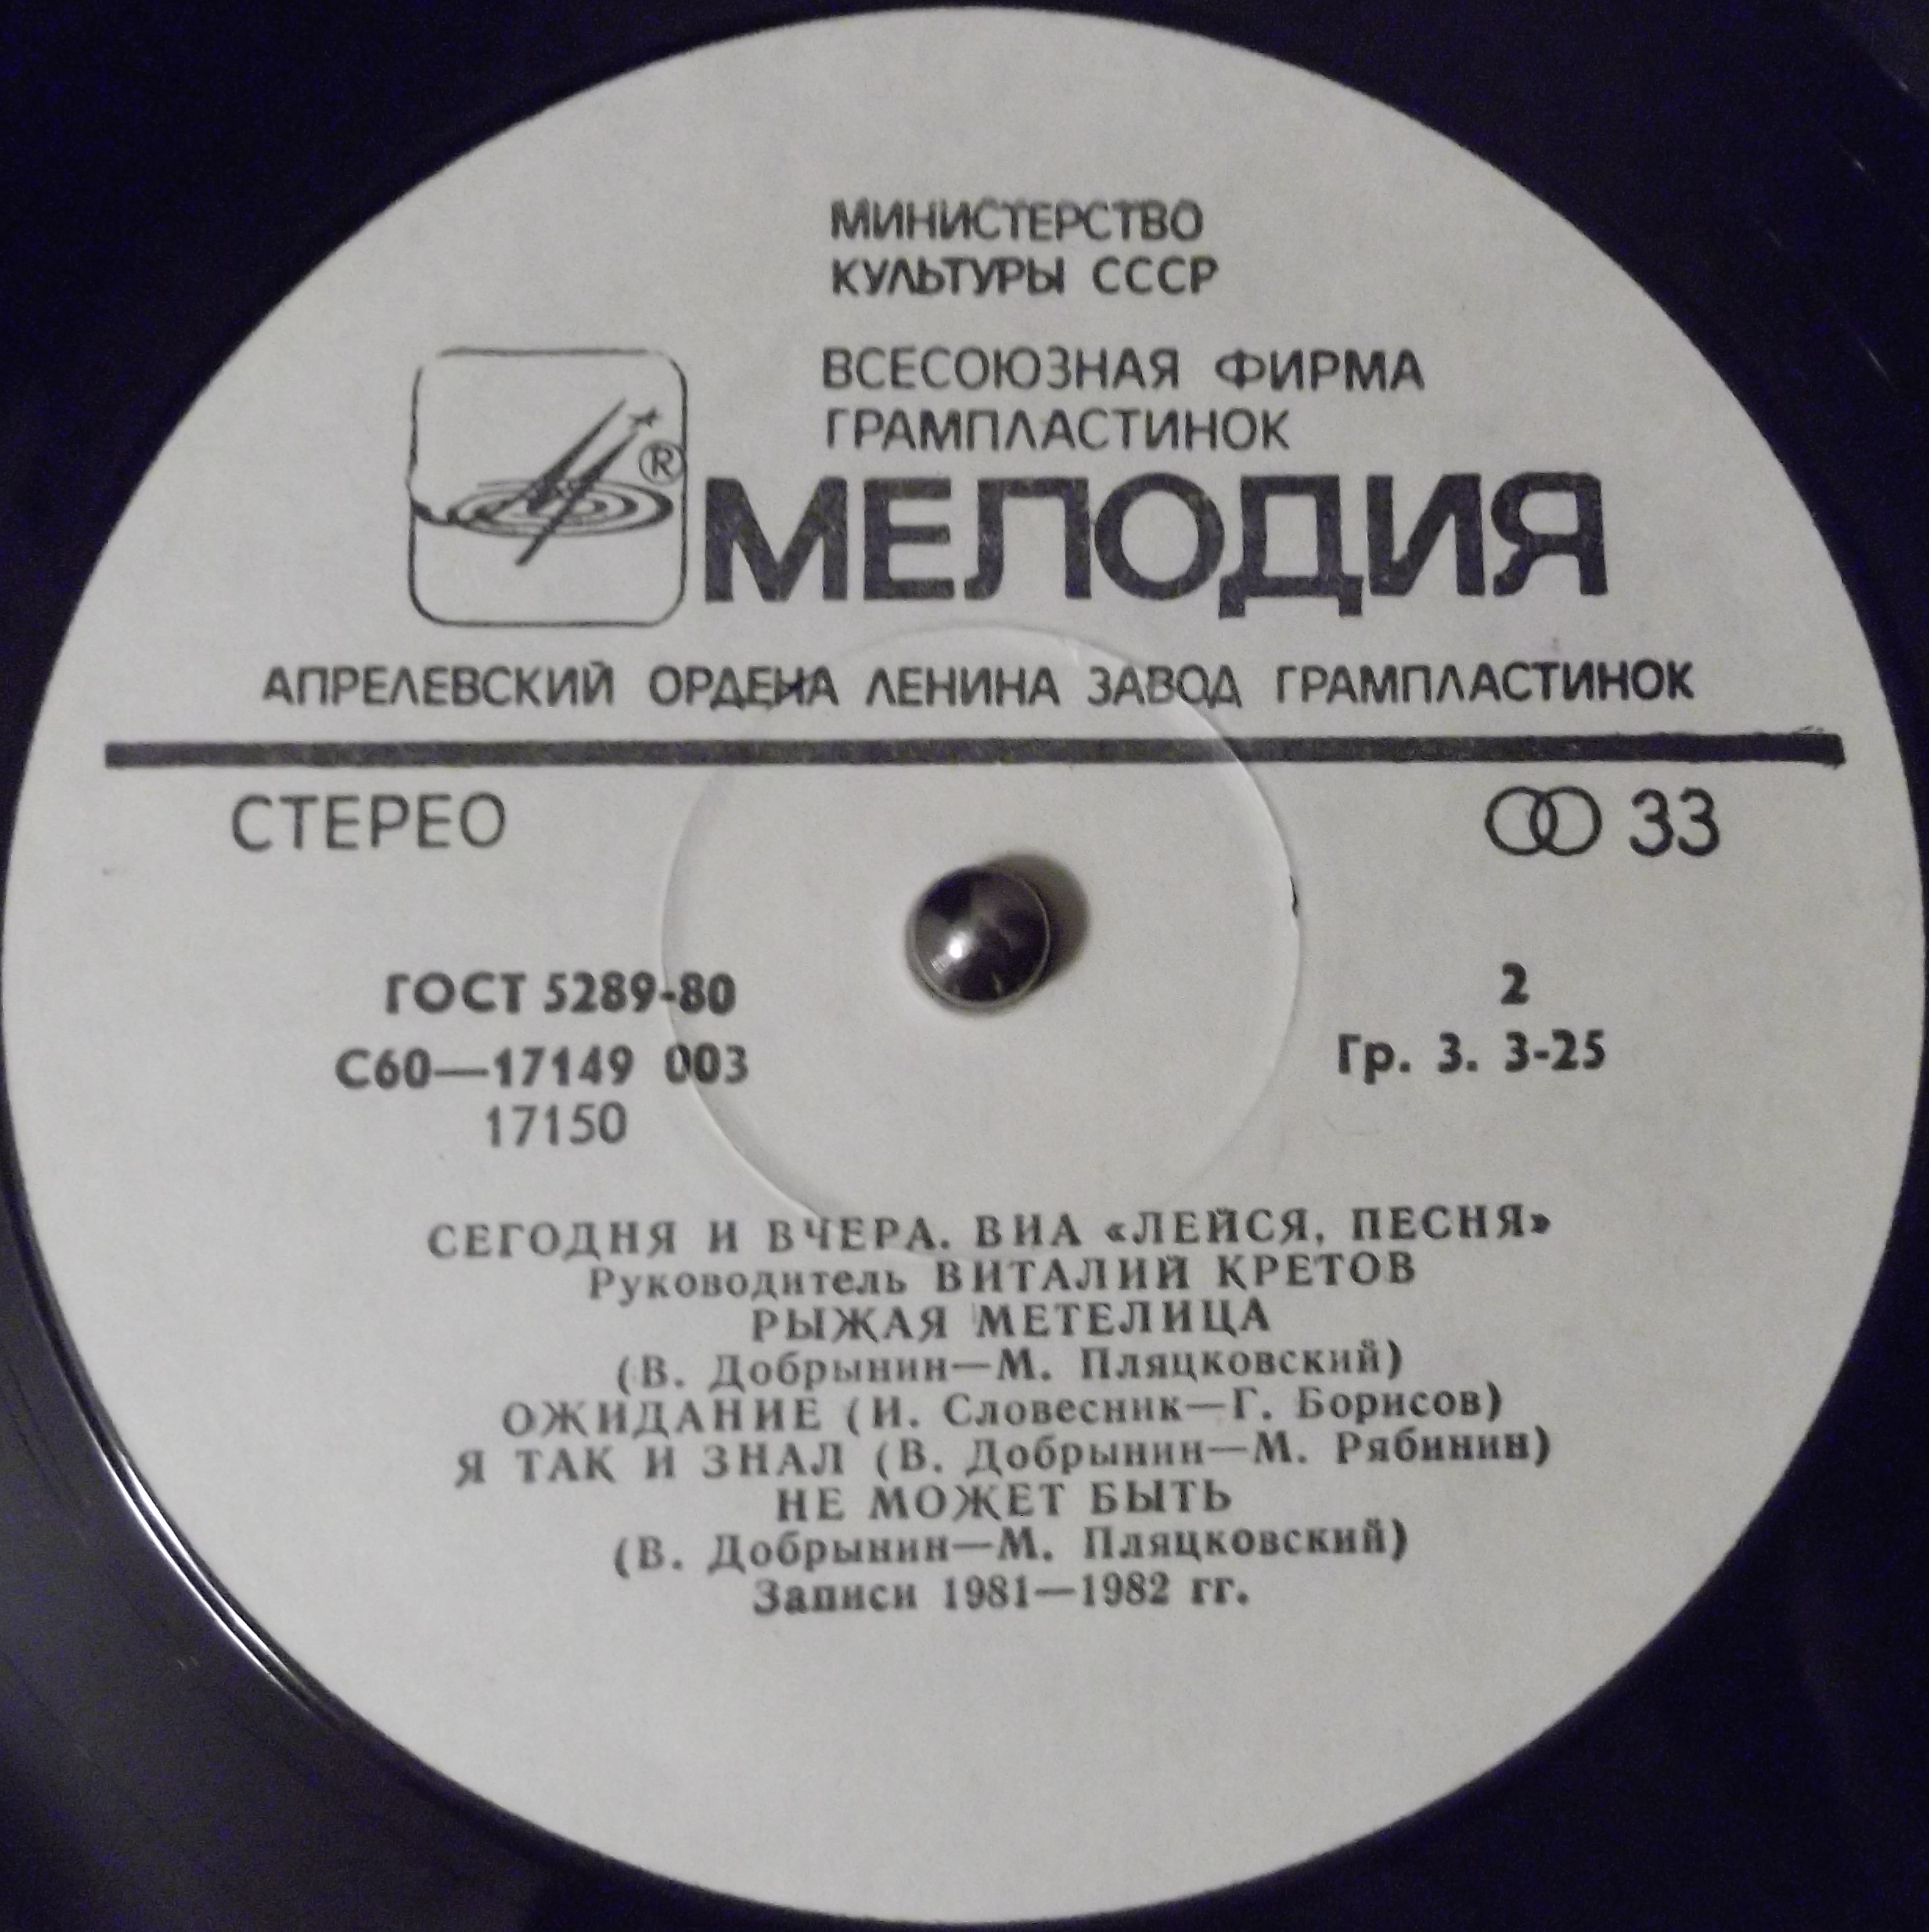 МИНИСТЕРСТВО
КУЛЬТУРЫ СССР
ВСЕСОЮЗНАЯ ФИРМА
ГРАМПЛАСТИНОК
®
МЕЛОДИЯ
АПРЕЛЕВСКИЙ ОРДЕНА ЛЕНИНА ЗАВОД ГРАМПЛАСТИНОК
СТЕРЕО
33
ГОСТ 5289-80
2
С60—17149 003
Гр. 3. 3-25
17150
СЕГОДНЯ И ВЧЕРА. ВИА «ЛЕЙСЯ, ПЕСНЯ»
Руководитель ВИТАЛИЙ КРЕТОВ
РЫЖАЯ МЕТЕЛИЦА
(В. Добрынин—М. Пляцковский)
ОЖИДАНИЕ (И. Словесник—Г. Борисов)
Я ТАК И ЗНАЛ (В. Добрынин—М. Рябинин)
НЕ МОЖЕТ БЫТЬ
(В. Добрынин—М. Пляцковский)
Записи 1981—1982 гг.